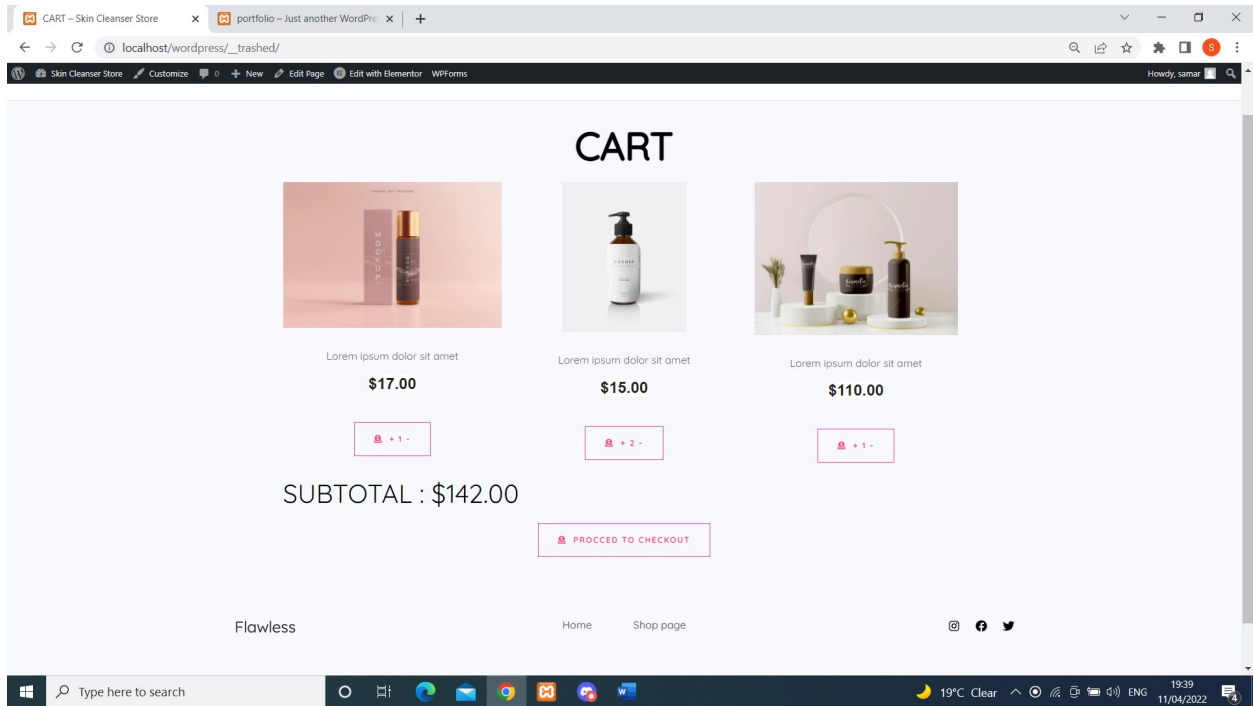 CART – Skin Cleanser Store
portfolio – Just another WordPre
localhost/wordpress/__trashed/
S
Skin Cleanser Store Customize 0 + New Edit Page Edit with Elementor WPForms Howdy, samar
CART
MOCKUP
Lorem ipsum dolor sit amet
$17.00
+ 1 -
Lorem ipsum dolor sit amet
$15.00
+ 2 -
Lorem ipsum dolor sit amet
$110.00
+ 1 -
SUBTOTAL : $142.00
PROCCED TO CHECKOUT
Flawless Home Shop page
Type here to search
19°C Clear ENG 19:39
11/04/2022
4